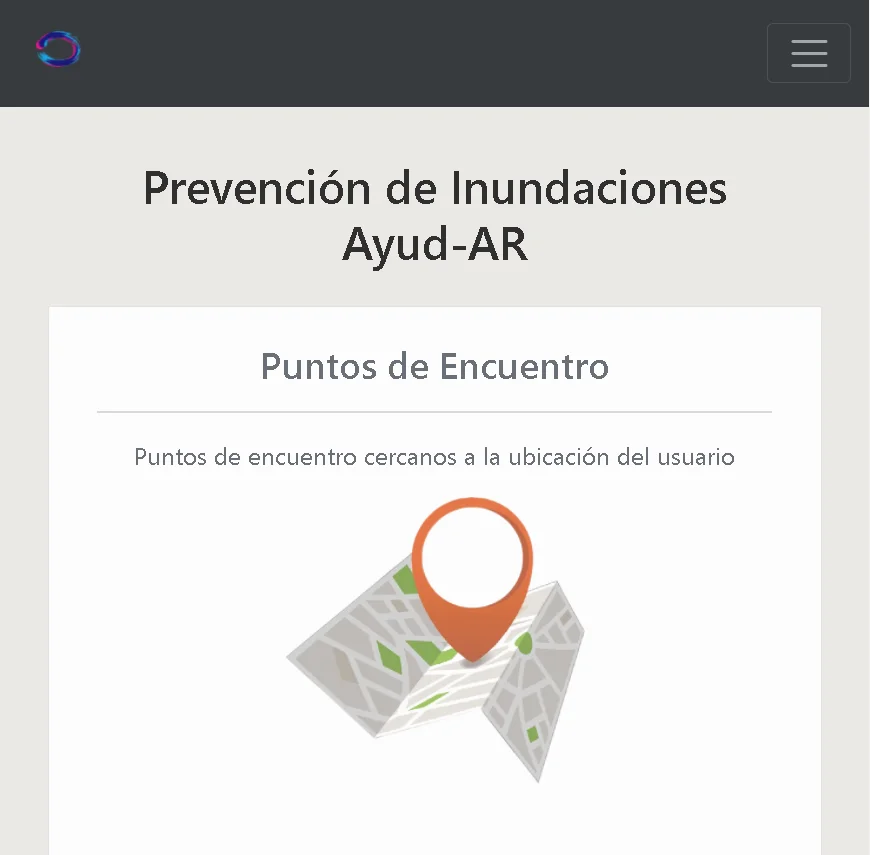 Prevención de Inundaciones
Ayud-AR
Puntos de Encuentro
Puntos de encuentro cercanos a la ubicación del usuario